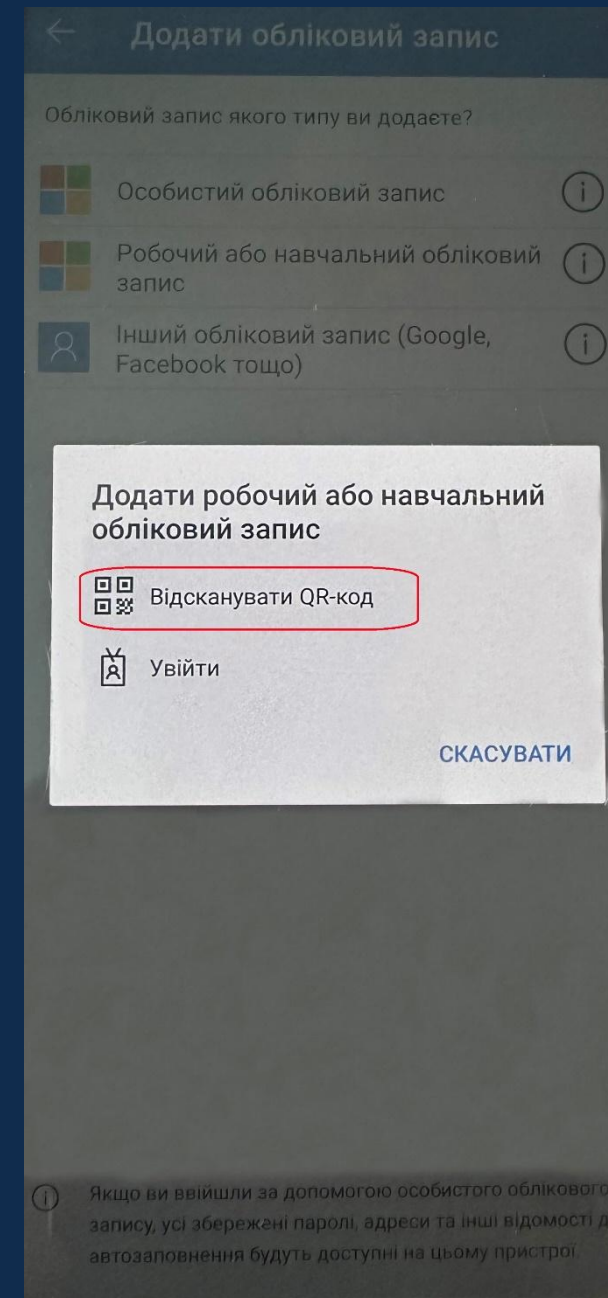 Додати обліковий запис
Обліковий запис якого типу ви додаєте?
Особистий обліковий запис
Робочий або навчальний обліковий
запис
Інший обліковий запис (Google,
Facebook тощо)
Додати робочий або навчальний
обліковий запис
Відсканувати QR-код
Увійти
СКАСУВАТИ
Якщо ви ввійшли за допомогою особистого облікового
запису, усі збережені паролі, адреси та інші відомості
автозаповнення будуть доступні на цьому пристрої